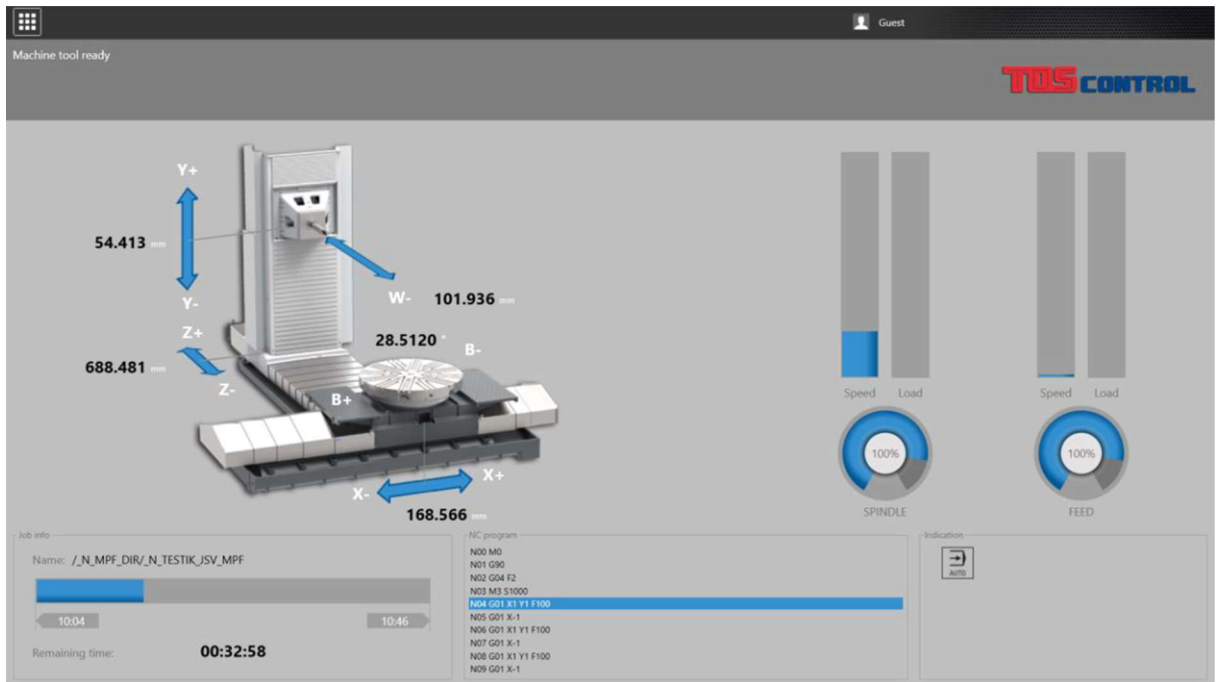 Guest
Machine tool ready
TOS CONTROL
Y+
54.413 mm
Y-
W- 101.936 mm
Z+
28.5120 °
B-
688.481 mm
Z-
B+
X+
X-
168.566 mm
Speed Load
Speed Load
100%
100%
SPINDLE
FEED
Job info
Name: /_N_MPF_DIR/_N_TESTIK_JSV_MPF
10:04
10:46
Remaining time: 00:32:58
NC program
N00 M0
N01 G90
N02 G04 F2
N03 M3 S1000
N04 G01 X1 Y1 F100
N05 G01 X-1
N06 G01 X1 Y1 F100
N07 G01 X-1
N08 G01 X1 Y1 F100
N09 G01 X-1
Indication
AUTO